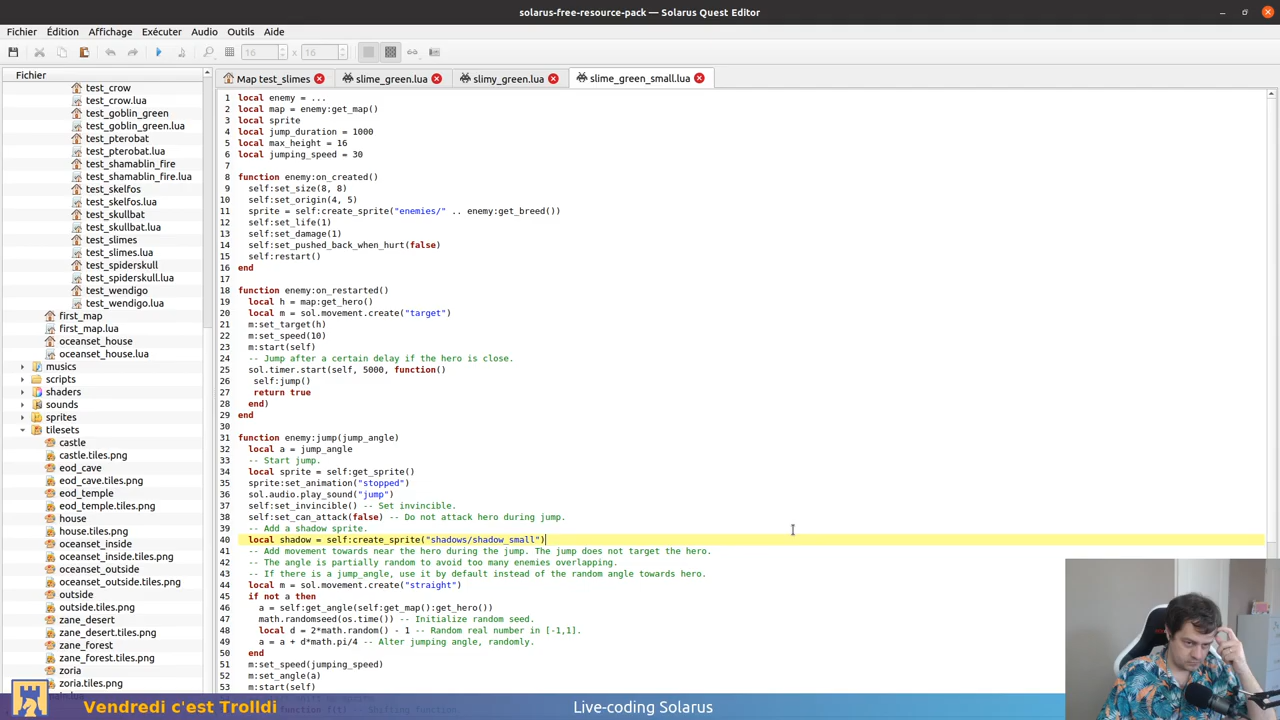 solarus-free-resource-pack — Solarus Quest Editor
Fichier Édition Affichage Exécuter Audio Outils Aide
16 x 16
Fichier
test_crow
test_crow.lua
test_goblin_green
test_goblin_green.lua
test_pterobat
test_pterobat.lua
test_shamablin_fire
test_shamablin_fire.lua
test_skelfos
test_skelfos.lua
test_skullbat
test_skullbat.lua
test_slimes
test_slimes.lua
test_spiderskull
test_spiderskull.lua
test_wendigo
test_wendigo.lua
first_map
first_map.lua
oceanset_house
oceanset_house.lua
musics
scripts
shaders
sounds
sprites
tilesets
castle
castle.tiles.png
eod_cave
eod_cave.tiles.png
eod_temple
eod_temple.tiles.png
house
house.tiles.png
oceanset_inside
oceanset_inside.tiles.png
oceanset_outside
oceanset_outside.tiles.png
outside
outside.tiles.png
zane_desert
zane_desert.tiles.png
zane_forest
zane_forest.tiles.png
zoria
zoria.tiles.png
Map test_slimes slime_green.lua slimy_green.lua slime_green_small.lua
1 local enemy = ...
2 local map = enemy:get_map()
3 local sprite
4 local jump_duration = 1000
5 local max_height = 16
6 local jumping_speed = 30
7
8 function enemy:on_created()
9 self:set_size(8, 8)
10 self:set_origin(4, 5)
11 sprite = self:create_sprite("enemies/" .. enemy:get_breed())
12 self:set_life(1)
13 self:set_damage(1)
14 self:set_pushed_back_when_hurt(false)
15 self:restart()
16 end
17
18 function enemy:on_restarted()
19 local h = map:get_hero()
20 local m = sol.movement.create("target")
21 m:set_target(h)
22 m:set_speed(10)
23 m:start(self)
24 -- Jump after a certain delay if the hero is close.
25 sol.timer.start(self, 5000, function()
26 self:jump()
27 return true
28 end)
29 end
30
31 function enemy:jump(jump_angle)
32 local a = jump_angle
33 -- Start jump.
34 local sprite = self:get_sprite()
35 sprite:set_animation("stopped")
36 sol.audio.play_sound("jump")
37 self:set_invincible() -- Set invincible.
38 self:set_can_attack(false) -- Do not attack hero during jump.
39 -- Add a shadow sprite.
40 local shadow = self:create_sprite("shadows/shadow_small")
41 -- Add movement towards near the hero during the jump. The jump does not target the hero.
42 -- The angle is partially random to avoid too many enemies overlapping.
43 -- If there is a jump_angle, use it by default instead of the random angle towards hero.
44 local m = sol.movement.create("straight")
45 if not a then
46 a = self:get_angle(self:get_map():get_hero())
47 math.randomseed(os.time()) -- Initialize random seed.
48 local d = 2*math.random() - 1 -- Random real number in [-1,1].
49 a = a + d*math.pi/4 -- Alter jumping angle, randomly.
50 end
51 m:set_speed(jumping_speed)
52 m:set_angle(a)
53 m:start(self)
Vendredi c'est Trolldi
Live-coding Solarus